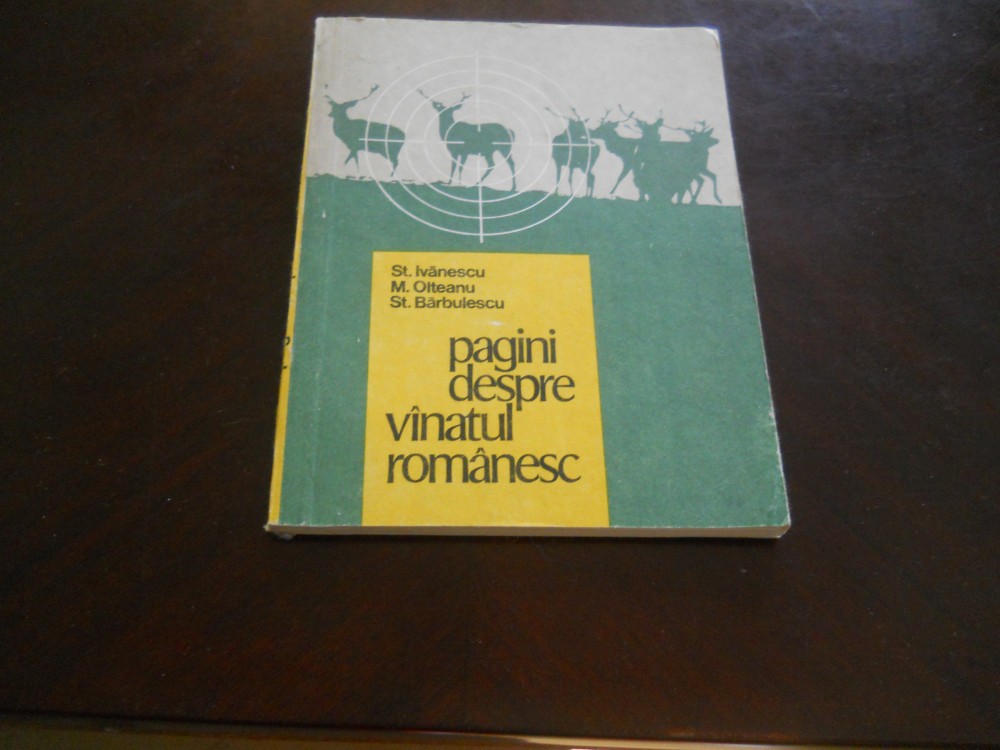 St. Ivănescu
M. Olteanu
St. Bărbulescu
pagini
despre
vînatul
românesc